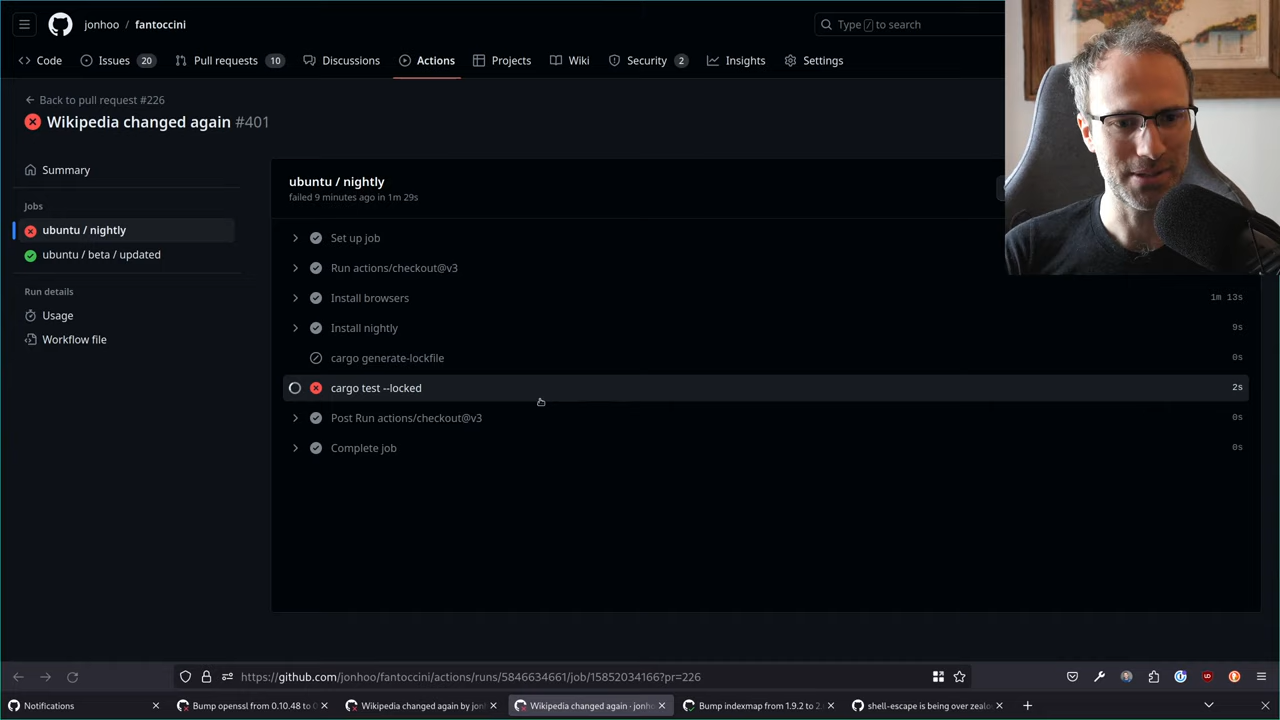 jonhoo / fantoccini
Type / to search
Code
Issues 20
Pull requests 10
Discussions
Actions
Projects
Wiki
Security 2
Insights
Settings
← Back to pull request #226
Wikipedia changed again #401
Summary
Jobs
ubuntu / nightly
ubuntu / beta / updated
Run details
Usage
Workflow file
ubuntu / nightly
failed 9 minutes ago in 1m 29s
Set up job
Run actions/checkout@v3
Install browsers 1m 13s
Install nightly 9s
cargo generate-lockfile 0s
cargo test --locked 2s
Post Run actions/checkout@v3 0s
Complete job 0s
https://github.com/jonhoo/fantoccini/actions/runs/5846634661/job/15852034166?pr=226
Notifications
Bump openssl from 0.10.48 to 0
Wikipedia changed again by jon
Wikipedia changed again · jonho
Bump indexmap from 1.9.2 to 2.
shell-escape is being over zealo